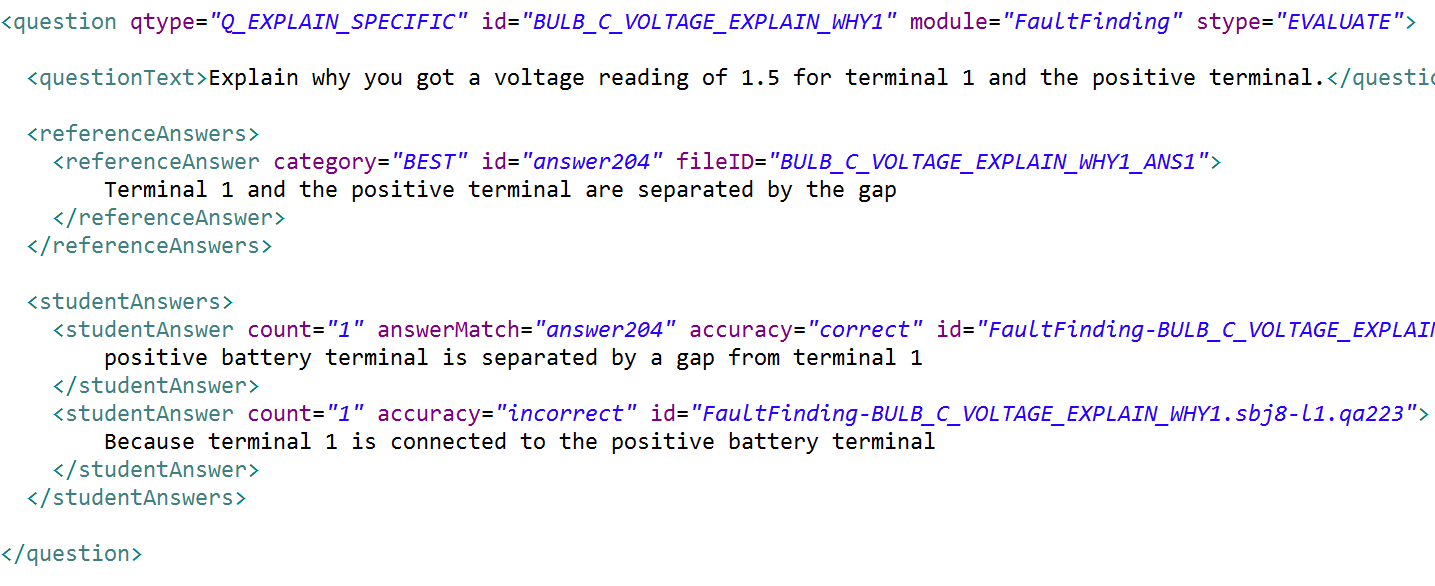 <question qtype="Q_EXPLAIN_SPECIFIC" id="BULB_C_VOLTAGE_EXPLAIN_WHY1" module="FaultFinding" stype="EVALUATE">
<questionText>Explain why you got a voltage reading of 1.5 for terminal 1 and the positive terminal.</questio
<referenceAnswers>
<referenceAnswer category="BEST" id="answer204" fileID="BULB_C_VOLTAGE_EXPLAIN_WHY1_ANS1">
Terminal 1 and the positive terminal are separated by the gap
</referenceAnswer>
</referenceAnswers>
<studentAnswers>
<studentAnswer count="1" answerMatch="answer204" accuracy="correct" id="FaultFinding-BULB_C_VOLTAGE_EXPLAIN
positive battery terminal is separated by a gap from terminal 1
</studentAnswer>
<studentAnswer count="1" accuracy="incorrect" id="FaultFinding-BULB_C_VOLTAGE_EXPLAIN_WHY1.sbj8-l1.qa223">
Because terminal 1 is connected to the positive battery terminal
</studentAnswer>
</studentAnswers>
</question>